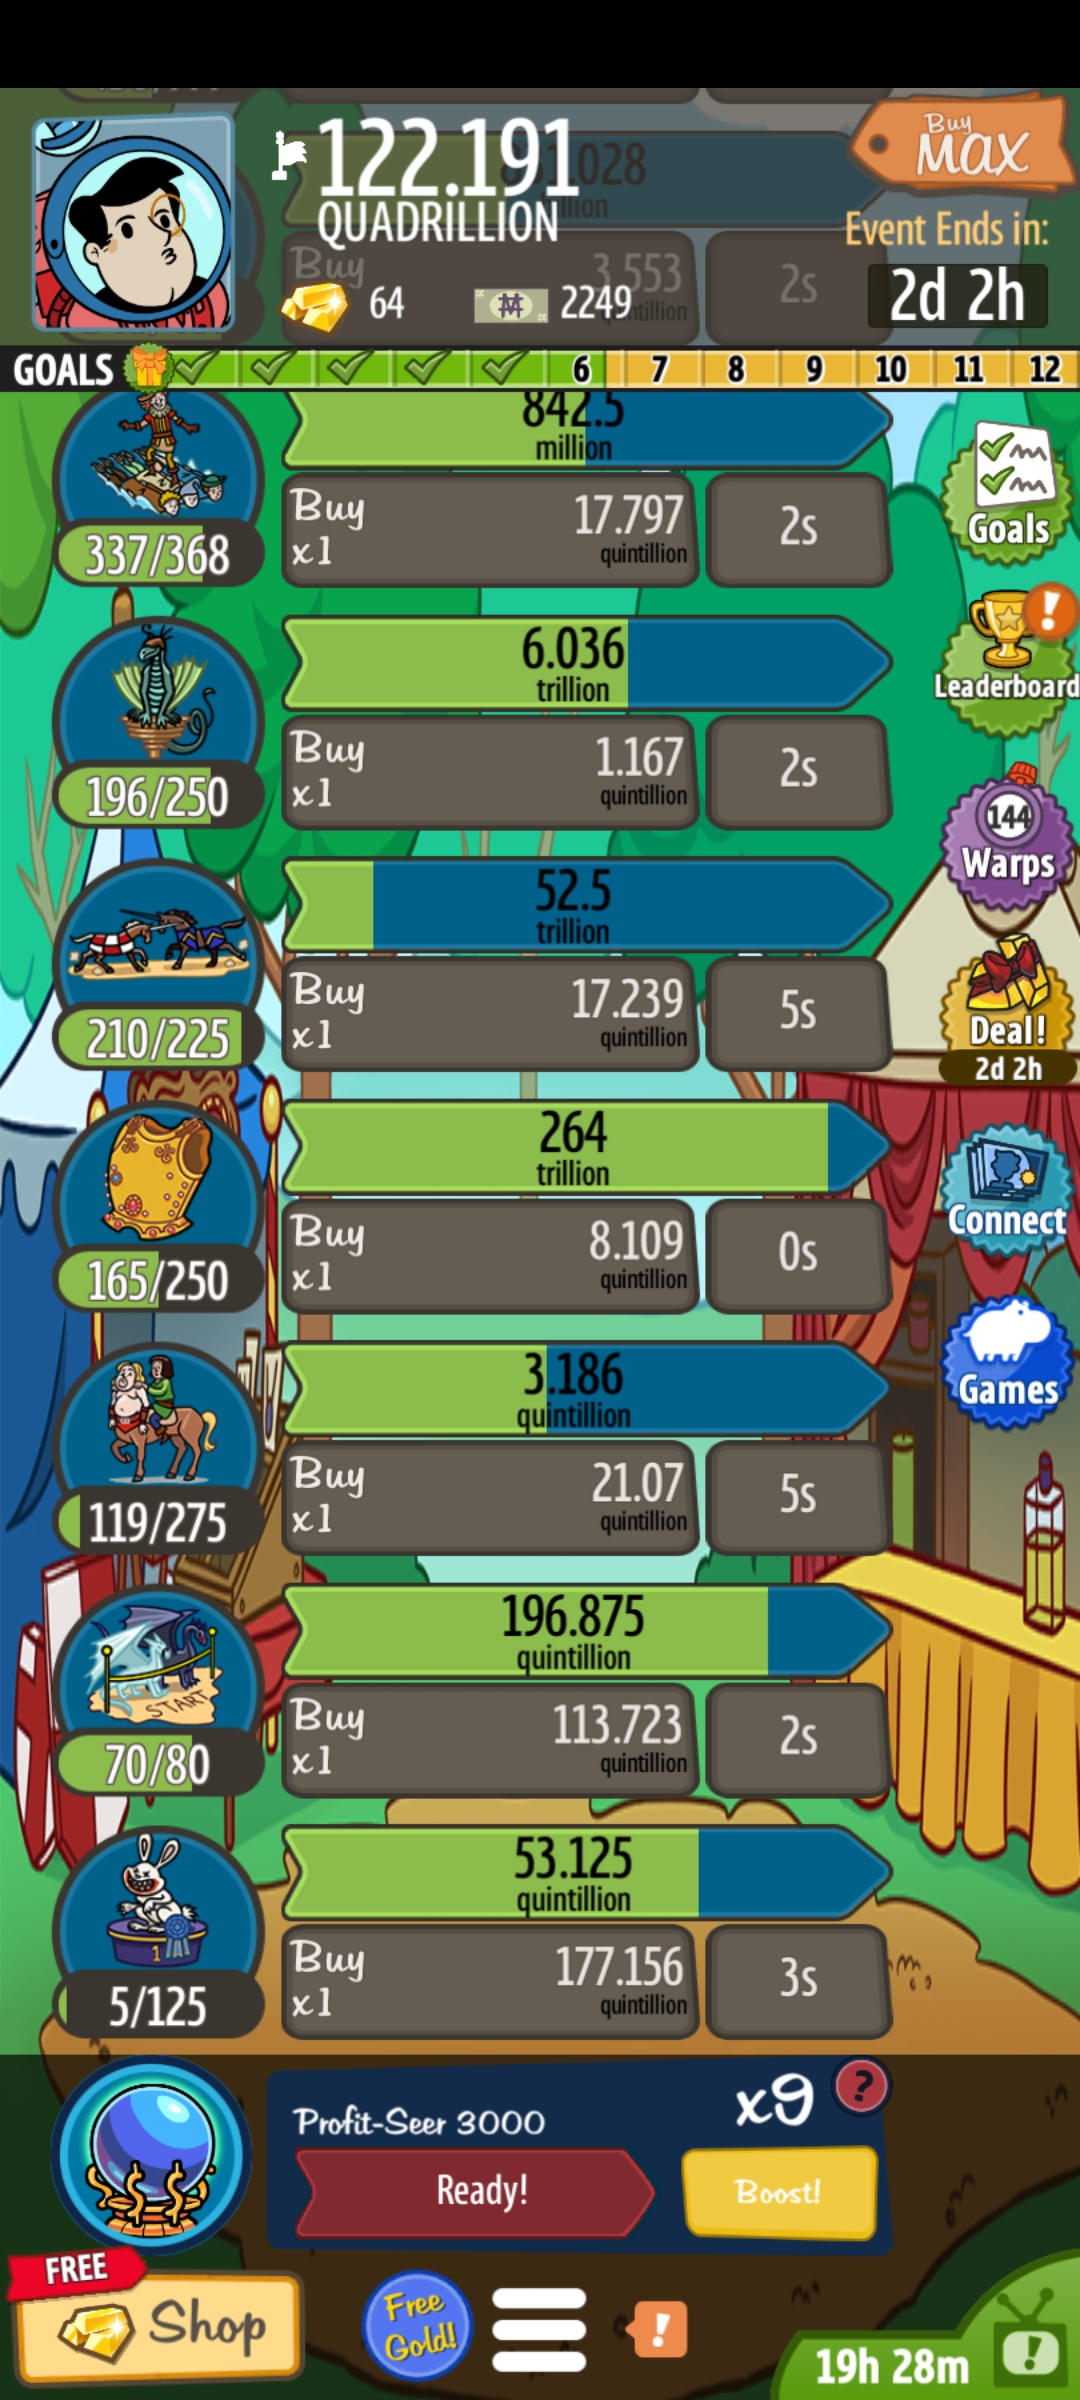 122.191
QUADRILLION
Buy
MAX
Event Ends in:
2d 2h
64
2249
Buy
3.553
2s
GOALS 6 7 8 9 10 11 12
842.5
million
337/368
Buy
x1
17.797
quintillion
2s
Goals
6.036
trillion
196/250
Buy
x1
1.167
quintillion
2s
Leaderboard
52.5
trillion
210/225
Buy
x1
17.239
quintillion
5s
144
Warps
Deal!
2d 2h
264
trillion
165/250
Buy
x1
8.109
quintillion
0s
Connect
3.186
quintillion
119/275
Buy
x1
21.07
quintillion
5s
Games
196.875
quintillion
START
70/80
Buy
x1
113.723
quintillion
2s
53.125
quintillion
1
5/125
Buy
x1
177.156
quintillion
3s
Profit-Seer 3000
x9
?
Ready!
Boost!
FREE
Shop
Free
Gold!
!
19h 28m